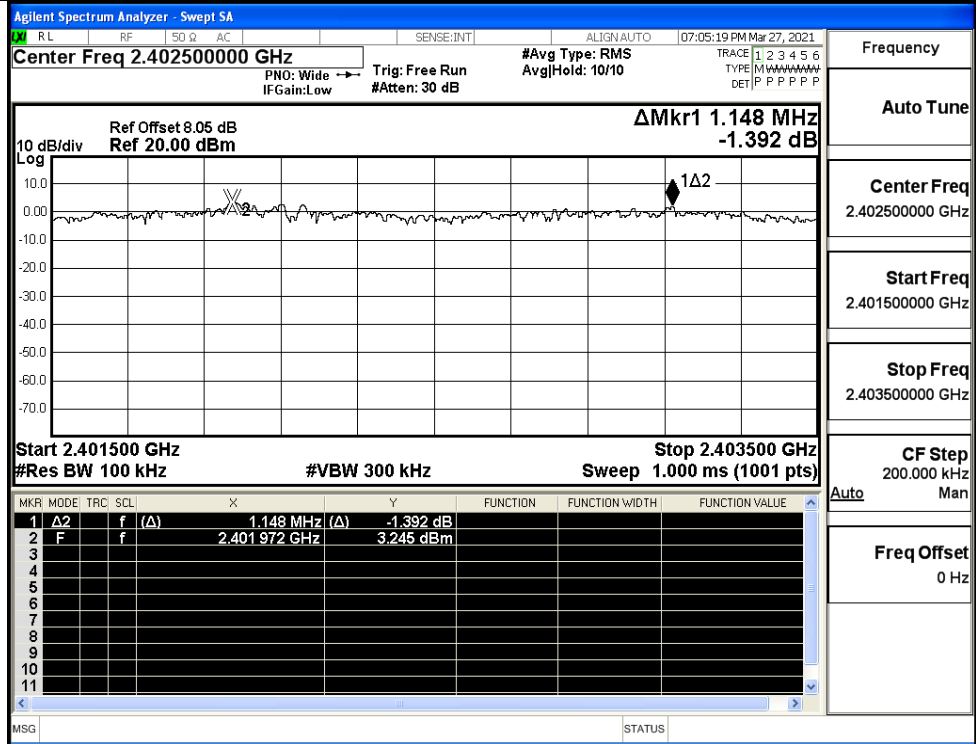 Agilent Spectrum Analyzer - Swept SA
LXI RL RF 50 Ω AC SENSE:INT ALIGNAUTO 07:05:19 PM Mar 27, 2021
Center Freq 2.402500000 GHz
PNO: Wide
IFGain:Low
Trig: Free Run
#Atten: 30 dB
#Avg Type: RMS
Avg|Hold: 10/10
TRACE 1 2 3 4 5 6
TYPE M WWWWW
DET P P P P P P
Ref Offset 8.05 dB
Ref 20.00 dBm
10 dB/div
Log
ΔMkr1 1.148 MHz
-1.392 dB
10.0
0.00
-10.0
-20.0
-30.0
-40.0
-50.0
-60.0
-70.0
2
1Δ2
Start 2.401500 GHz
Stop 2.403500 GHz
#Res BW 100 kHz
#VBW 300 kHz
Sweep 1.000 ms (1001 pts)
MKR MODE TRC SCL X Y FUNCTION FUNCTION WIDTH FUNCTION VALUE
1 Δ2 f (Δ) 1.148 MHz (Δ) -1.392 dB
2 F f 2.401 972 GHz 3.245 dBm
3
4
5
6
7
8
9
10
11
MSG
STATUS
Frequency
Auto Tune
Center Freq
2.402500000 GHz
Start Freq
2.401500000 GHz
Stop Freq
2.403500000 GHz
CF Step
200.000 kHz
Auto Man
Freq Offset
0 Hz